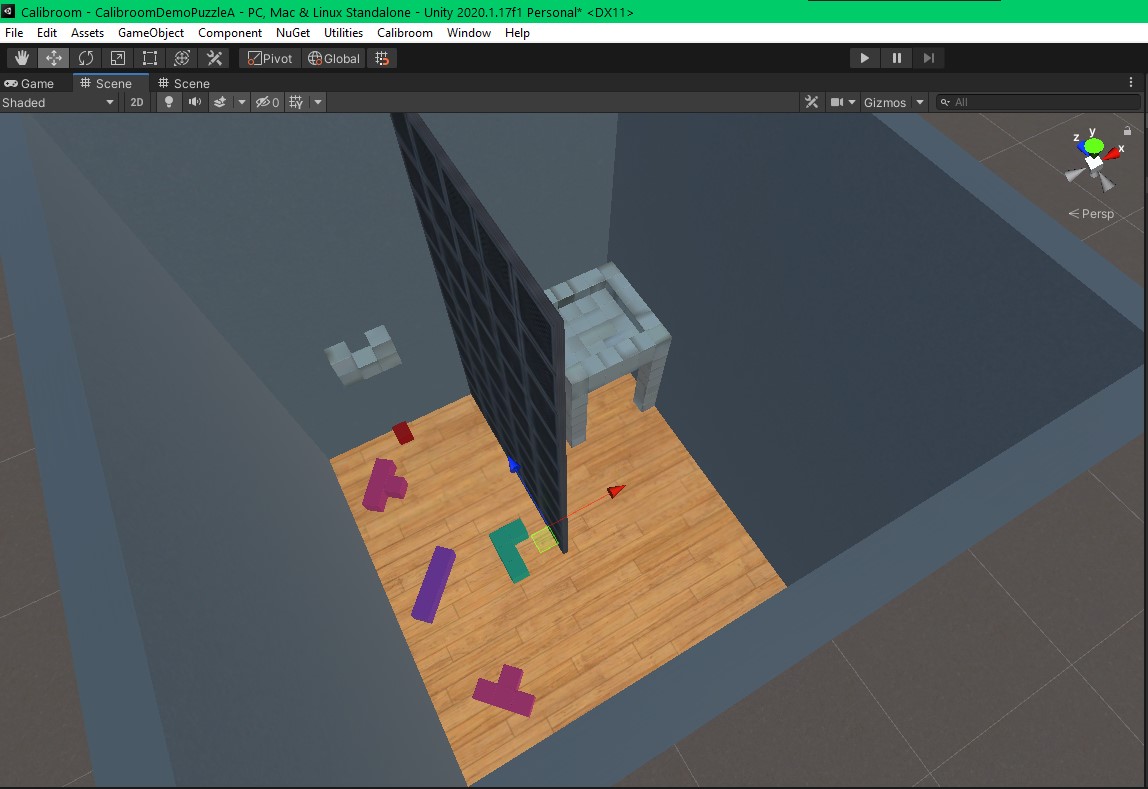 Calibroom - CalibroomDemoPuzzleA - PC, Mac & Linux Standalone - Unity 2020.1.17f1 Personal* <DX11>
File Edit Assets GameObject Component NuGet Utilities Calibroom Window Help
Pivot Global
Game Scene Scene
Shaded 2D 0 Gizmos All
y
z x
Persp